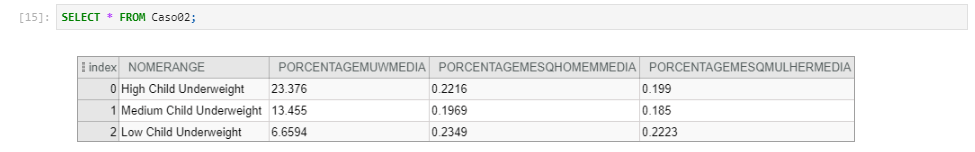 [15]: SELECT * FROM Caso02;
index NOMERANGE PORCENTAGEMUWMEDIA PORCENTAGEMESQHOMEMMEDIA PORCENTAGEMESQMULHERMEDIA
0 High Child Underweight 23.376 0.2216 0.199
1 Medium Child Underweight 13.455 0.1969 0.185
2 Low Child Underweight 6.6594 0.2349 0.2223